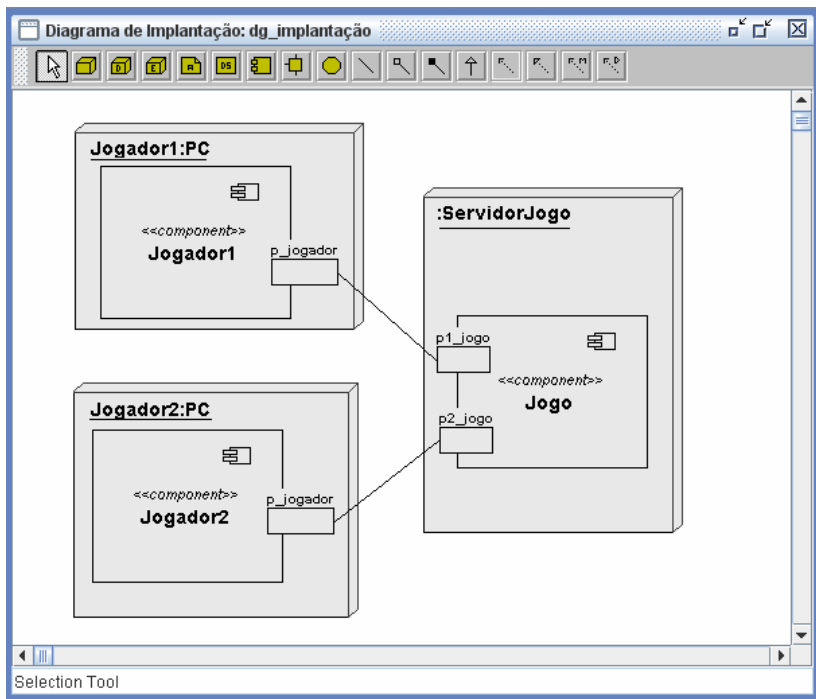 Diagrama de Implantação: dg_implantação
D
E
A
DS
F
F
F M
F D
Jogador1:PC
<<component>>
Jogador1
p_jogador
:ServidorJogo
p1_jogo
<<component>>
Jogo
p2_jogo
Jogador2:PC
<<component>>
Jogador2
p_jogador
Selection Tool